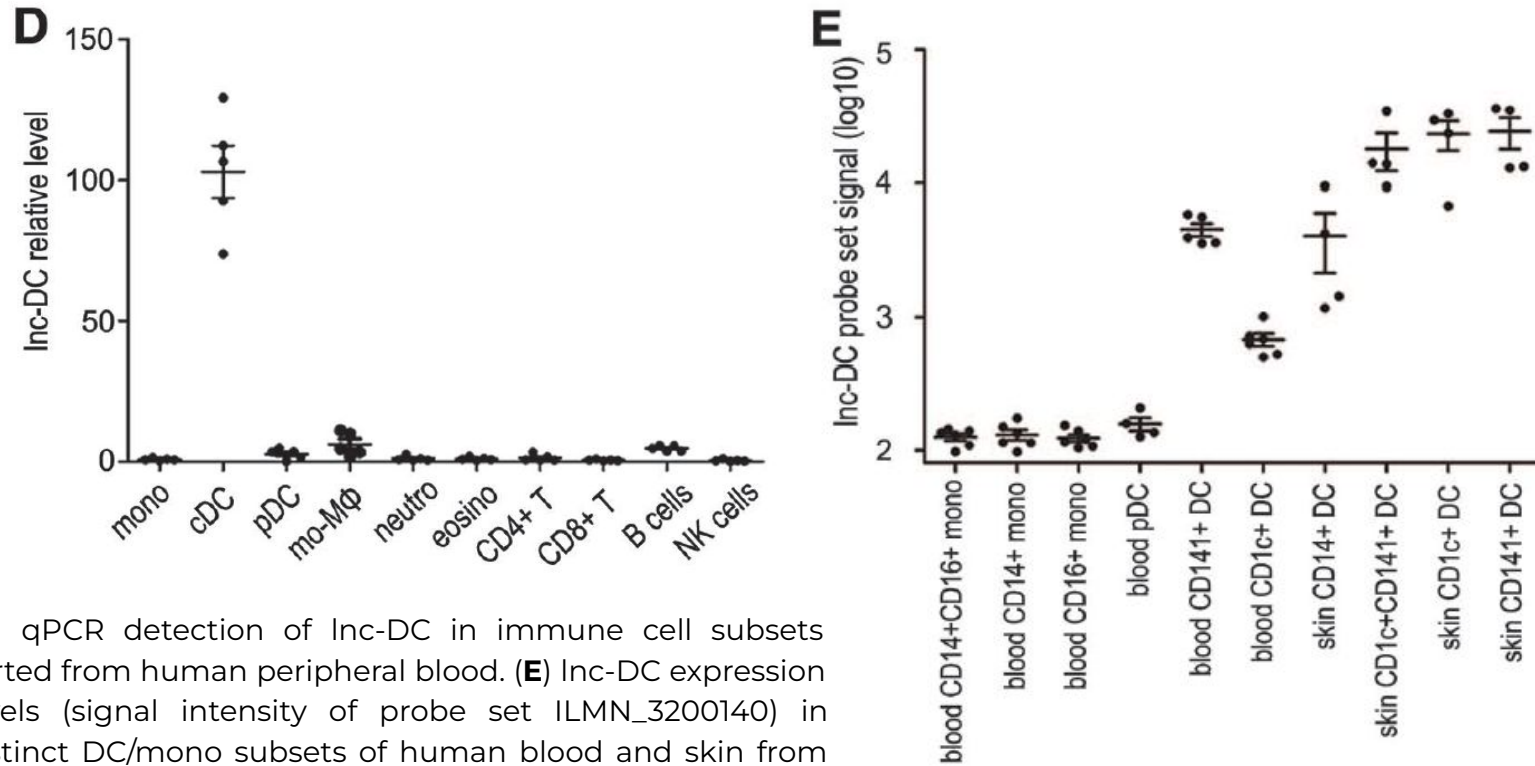 D
150
100
50
0
lnc-DC relative level
mono
cDC
pDC
mo-MΦ
neutro
eosino
CD4+ T
CD8+ T
B cells
NK cells
E
5
4
3
2
lnc-DC probe set signal (log10)
blood CD14+CD16+ mono
blood CD14+ mono
blood CD16+ mono
blood pDC
blood CD141+ DC
blood CD1c+ DC
skin CD14+ DC
skin CD1c+CD141+ DC
skin CD1c+ DC
skin CD141+ DC
qPCR detection of lnc-DC in immune cell subsets
rted from human peripheral blood. (E) lnc-DC expression
els (signal intensity of probe set ILMN_3200140) in
stinct DC/mono subsets of human blood and skin from